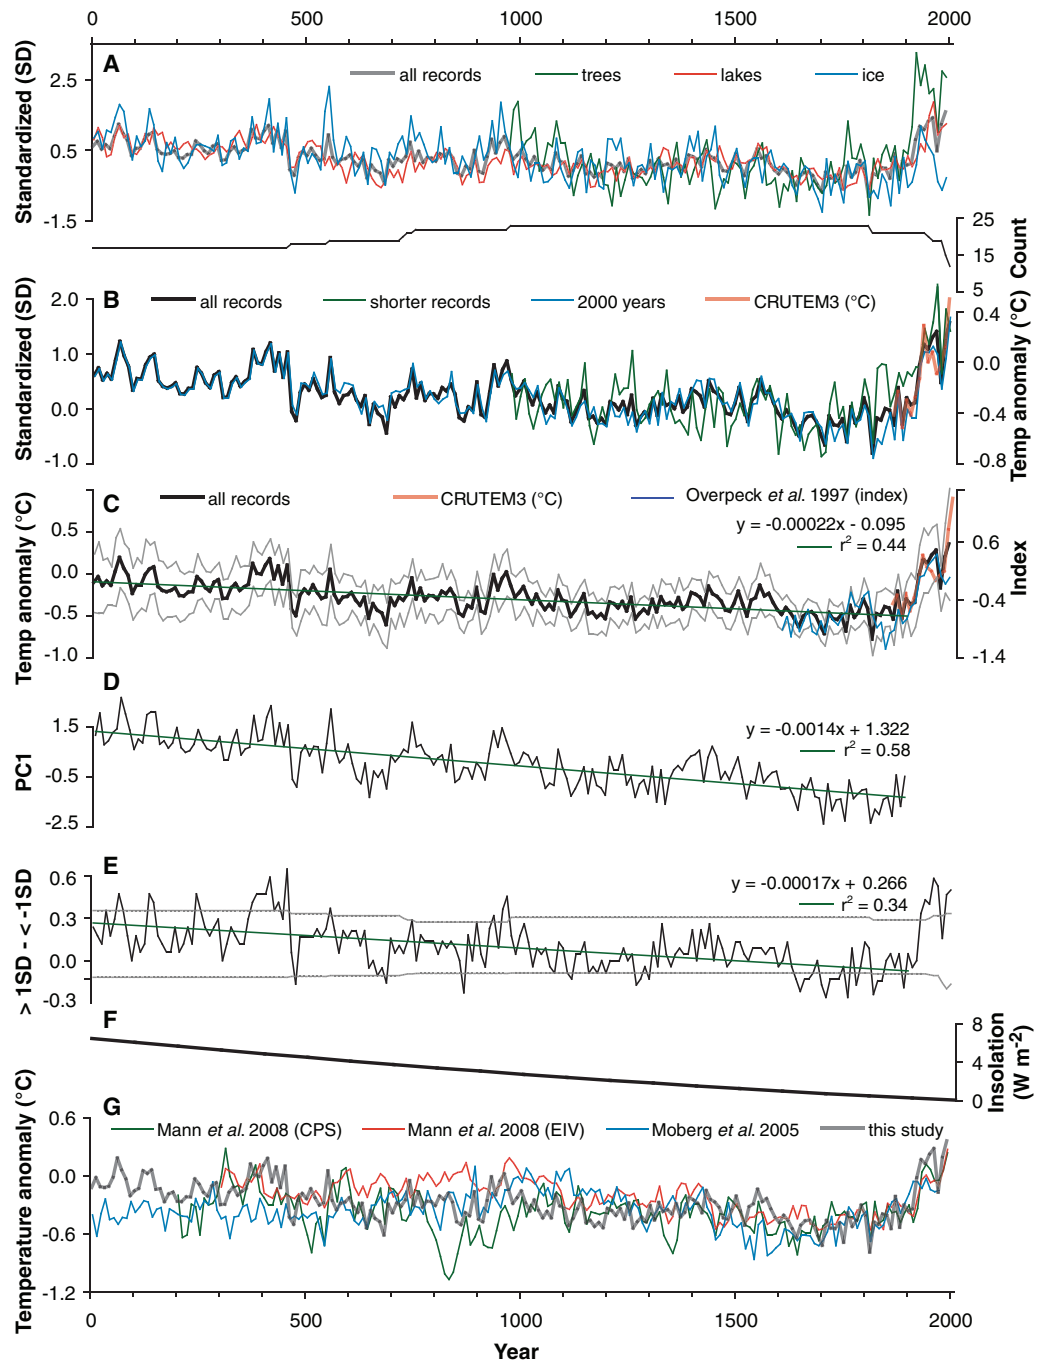 0 500 1000 1500 2000
A
all records trees lakes ice
Standardized (SD)
2.5
0.5
-1.5
25
15
5
Count
B
all records shorter records 2000 years CRUTEM3 (°C)
Standardized (SD)
2.0
1.0
0.0
-1.0
0.4
0.0
-0.4
-0.8
Temp anomaly (°C)
C
all records CRUTEM3 (°C) Overpeck et al. 1997 (index)
y = -0.00022x - 0.095
r² = 0.44
Temp anomaly (°C)
0.5
0.0
-0.5
-1.0
0.6
-0.4
-1.4
Index
D
y = -0.0014x + 1.322
r² = 0.58
PC1
1.5
-0.5
-2.5
E
y = -0.00017x + 0.266
r² = 0.34
> 1SD - < -1SD
0.6
0.3
0.0
-0.3
F
8
4
0
Insolation
(W m⁻²)
G
Mann et al. 2008 (CPS) Mann et al. 2008 (EIV) Moberg et al. 2005 this study
Temperature anomaly (°C)
0.6
0.0
-0.6
-1.2
0 500 1000 1500 2000
Year